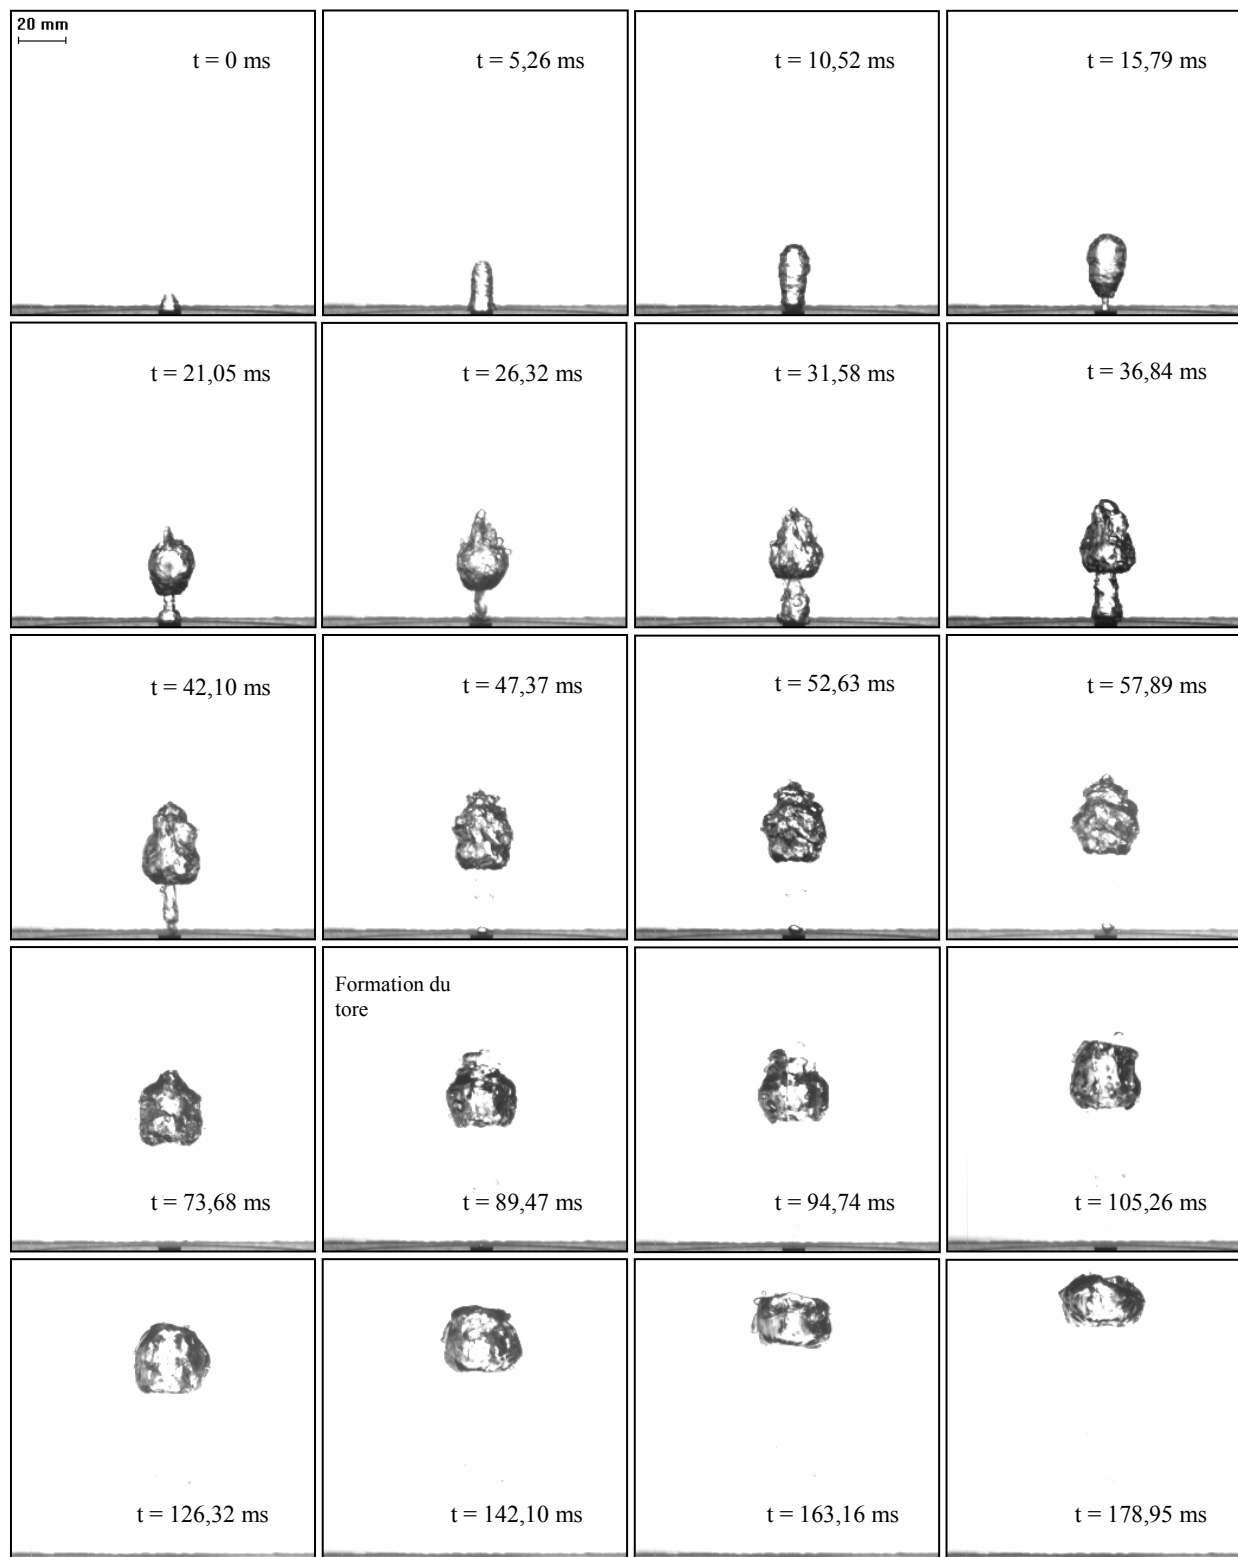 20 mm
t = 0 ms
t = 5,26 ms
t = 10,52 ms
t = 15,79 ms
t = 21,05 ms
t = 26,32 ms
t = 31,58 ms
t = 36,84 ms
t = 42,10 ms
t = 47,37 ms
t = 52,63 ms
t = 57,89 ms
t = 73,68 ms
Formation du
tore
t = 89,47 ms
t = 94,74 ms
t = 105,26 ms
t = 126,32 ms
t = 142,10 ms
t = 163,16 ms
t = 178,95 ms